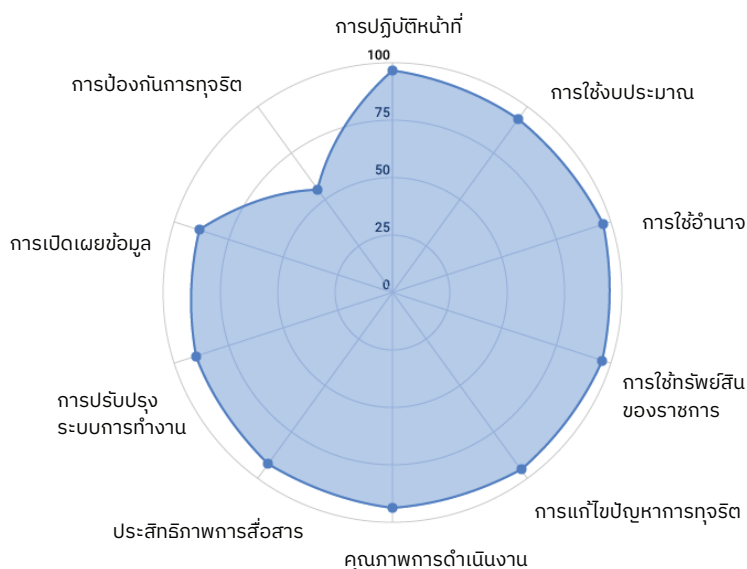 การปฏิบัติหน้าที่
100
การป้องกันการทุจริต
การใช้งบประมาณ
75
50
การใช้อำนาจ
25
การเปิดเผยข้อมูล
0
การใช้ทรัพย์สิน
ของราชการ
การปรับปรุง
ระบบการทำงาน
การแก้ไขปัญหาการทุจริต
ประสิทธิภาพการสื่อสาร
คุณภาพการดำเนินงาน